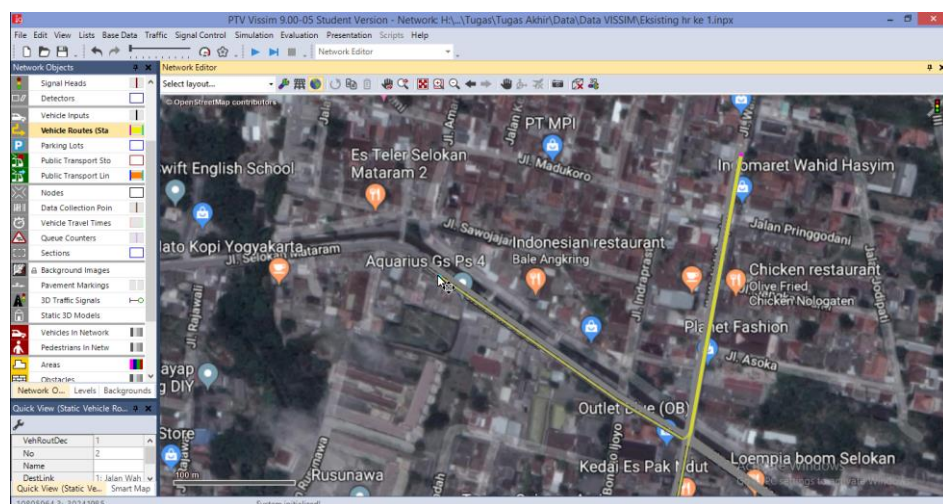 PTV Vissim 9.00-05 Student Version - Network: H:\...\Tugas\Tugas Akhir\Data\Data VISSIM\Eksisting hr ke 1.inpx
File Edit View Lists Base Data Traffic Signal Control Simulation Evaluation Presentation Scripts Help
Network Editor
Network Objects
Network Editor
Select layout...
© OpenStreetMap contributors
Signal Heads
Detectors
Vehicle Inputs
Vehicle Routes (Sta
Parking Lots
Public Transport Sto
Public Transport Lin
Nodes
Data Collection Poin
Vehicle Travel Times
Queue Counters
Sections
Background Images
Pavement Markings
3D Traffic Signals
Static 3D Models
Vehicles In Network
Pedestrians In Netw
Areas
Obstacles
Network O... Levels Backgrounds
Quick View (Static Vehicle Ro...
VehRoutDec 1
No 2
Name
DestLink 1: Jalan Wah
Quick View (Static Ve... Smart Map
PT MPI
Jl. Madukoro
Es Teler Selokan
Mataram 2
wift English School
Indomaret Wahid Hasyim
Jalan Pringgodani
Jl. Sawojajar
Indonesian restaurant
Bale Angkring
lato Kopi Yogyakarta
Jl. Selokan Mataram
Aquarius Gs Ps 4
Chicken restaurant
Olive Fried
Chicken Nologaten
Jl. Rajawali
Planet Fashion
Jl. Asoka
ayap
g DIY
Outlet
(OB)
Store
Rusunawa
Kedai Es Pak
dut
Loempia boom Selokan
100 m